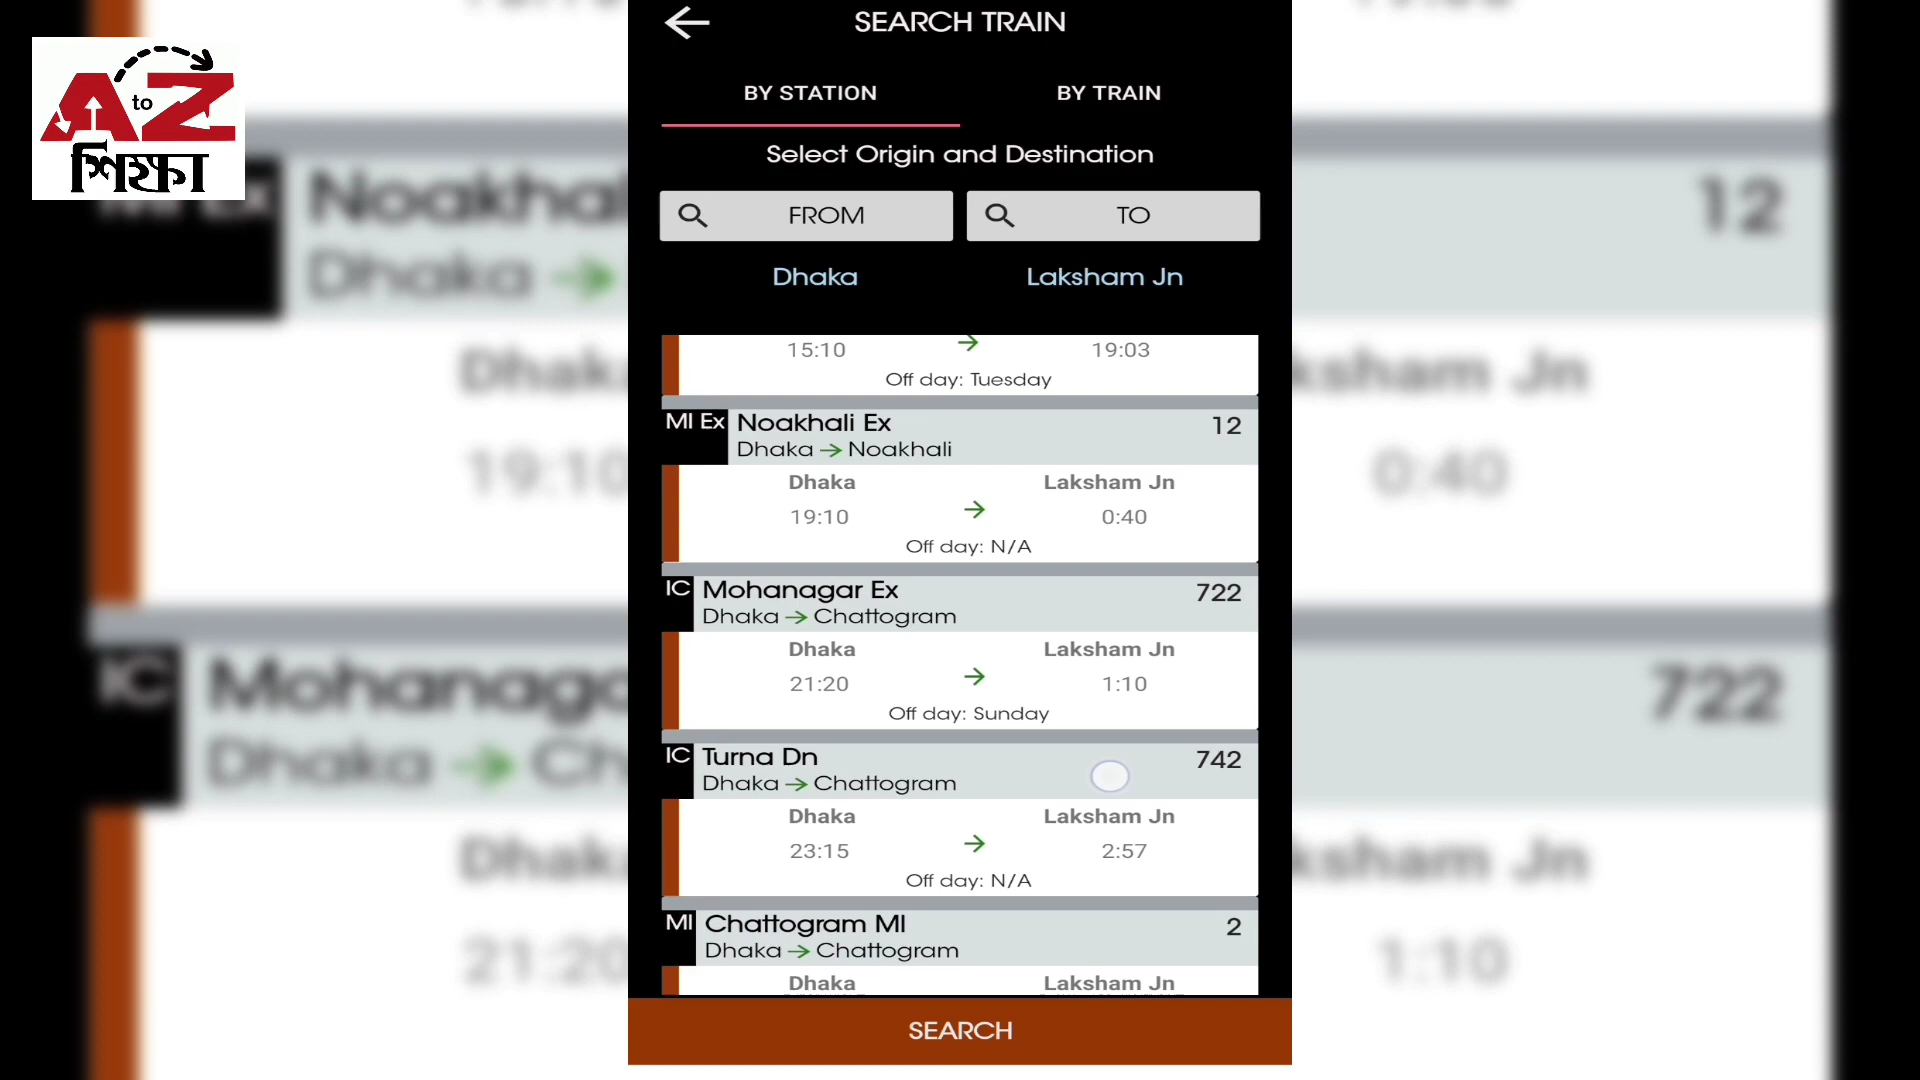 A to Z
শিক্ষা
SEARCH TRAIN
BY STATION
BY TRAIN
Select Origin and Destination
FROM
TO
Dhaka
Laksham Jn
15:10 → 19:03
Off day: Tuesday
MI Ex Noakhali Ex 12
Dhaka → Noakhali
Dhaka Laksham Jn
19:10 → 0:40
Off day: N/A
IC Mohanagar Ex 722
Dhaka → Chattogram
Dhaka Laksham Jn
21:20 → 1:10
Off day: Sunday
IC Turna Dn 742
Dhaka → Chattogram
Dhaka Laksham Jn
23:15 → 2:57
Off day: N/A
MI Chattogram MI 2
Dhaka → Chattogram
Dhaka Laksham Jn
SEARCH